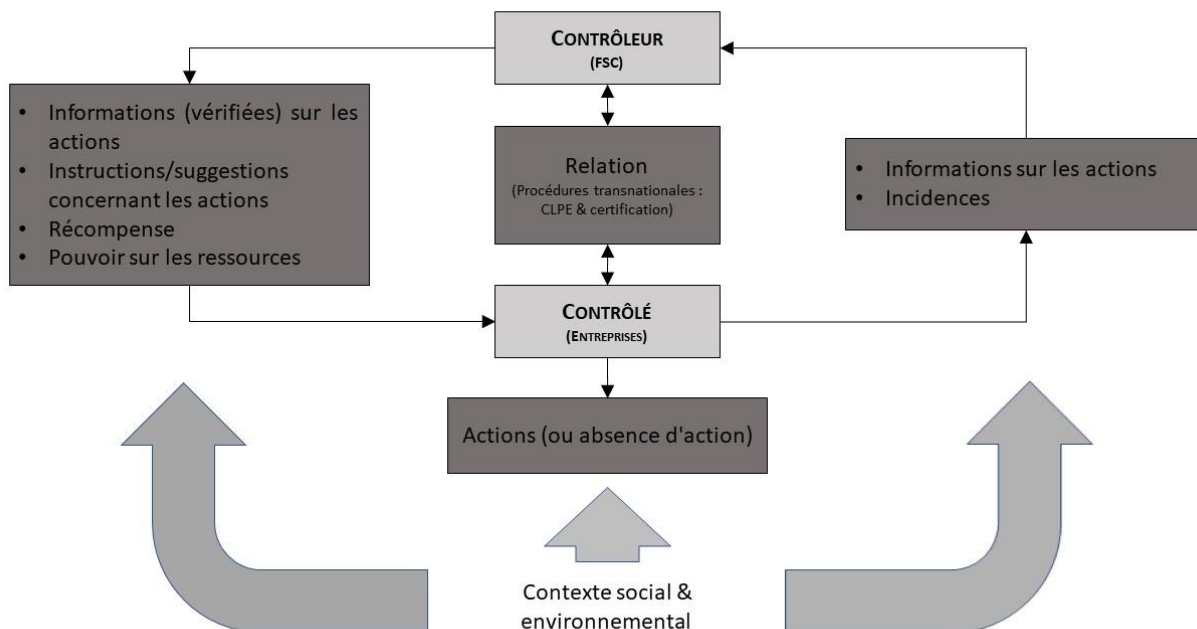 CONTRÔLEUR
(FSC)
• Informations (vérifiées) sur les
actions
• Instructions/suggestions
concernant les actions
• Récompense
• Pouvoir sur les ressources
Relation
(Procédures transnationales :
CLPE & certification)
• Informations sur les actions
• Incidences
CONTRÔLÉ
(ENTREPRISES)
Actions (ou absence d'action)
Contexte social &
environnemental